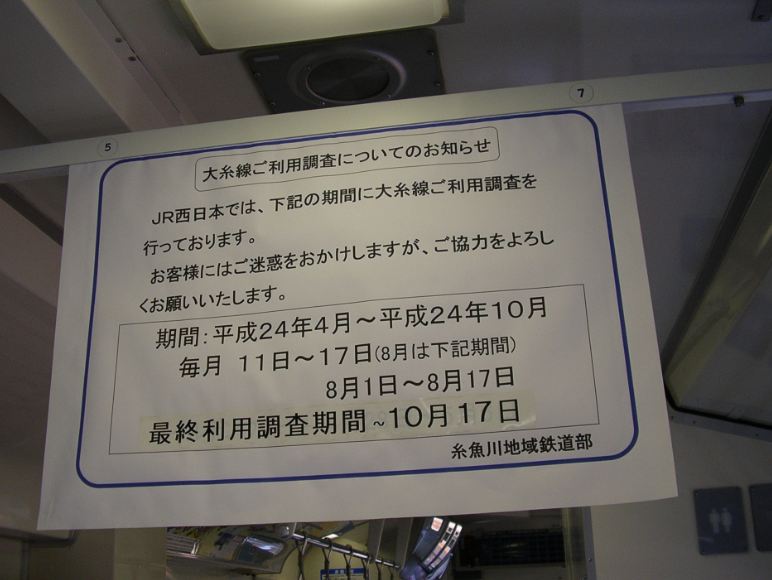 5
7
大糸線ご利用調査についてのお知らせ
JR西日本では、下記の期間に大糸線ご利用調査を
行っております。
お客様にはご迷惑をおかけしますが、ご協力をよろし
くお願いいたします。
期間:平成24年4月～平成24年10月
毎月 11日～17日(8月は下記期間)
8月1日～8月17日
最終利用調査期間~10月17日
糸魚川地域鉄道部